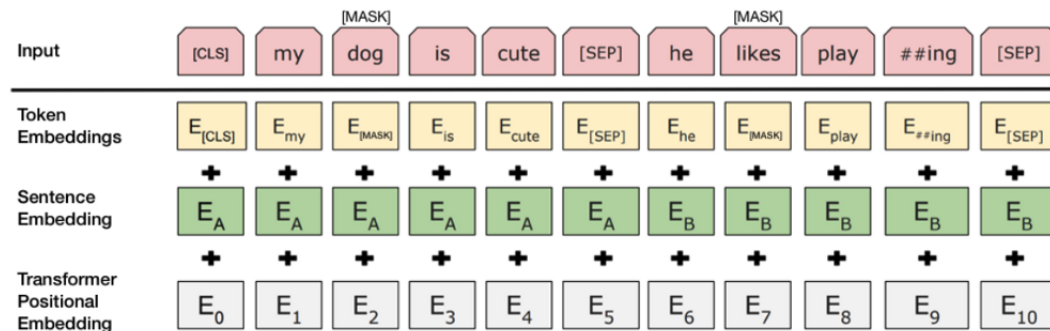 [MASK] [MASK]
Input [CLS] my dog is cute [SEP] he likes play ##ing [SEP]
Token
Embeddings E[CLS] Emy E[MASK] Eis Ecute E[SEP] Ehe E[MASK] Eplay E##ing E[SEP]
+ + + + + + + + + + +
Sentence
Embedding EA EA EA EA EA EA EB EB EB EB EB
+ + + + + + + + + + +
Transformer
Positional
Embedding E0 E1 E2 E3 E4 E5 E6 E7 E8 E9 E10